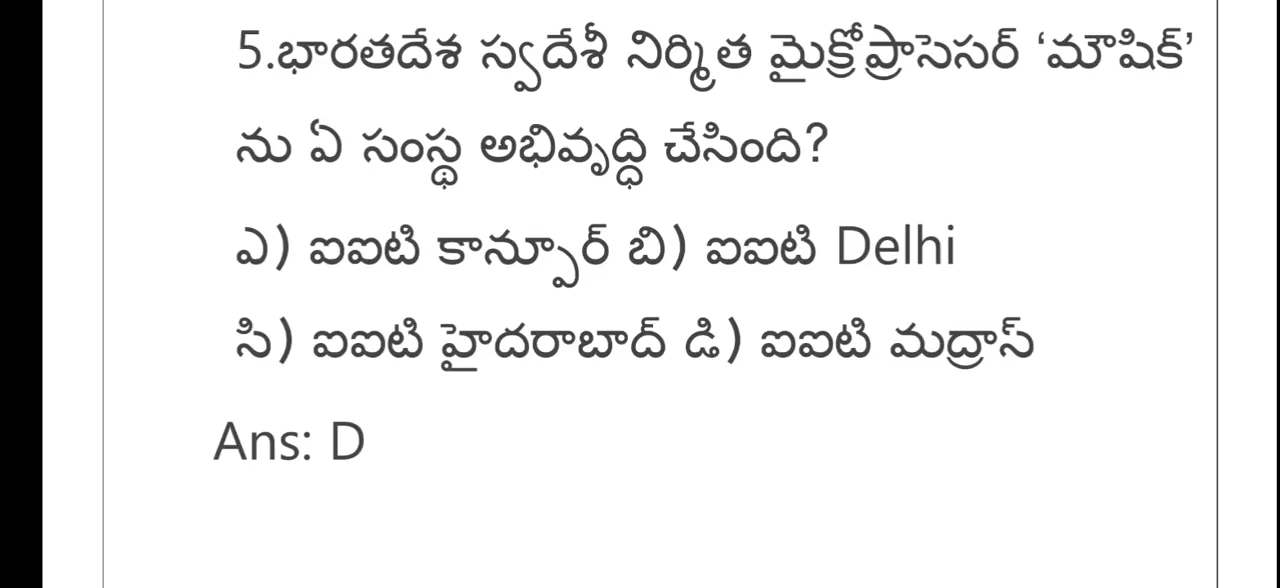 5.భారతదేశ స్వదేశీ నిర్మిత మైక్రోప్రాసెసర్ ‘మౌషిక్’
ను ఏ సంస్థ అభివృద్ధి చేసింది?
ఎ) ఐఐటి కాన్పూర్ బి) ఐఐటి Delhi
సి) ఐఐటి హైదరాబాద్ డి) ఐఐటి మద్రాస్
Ans: D